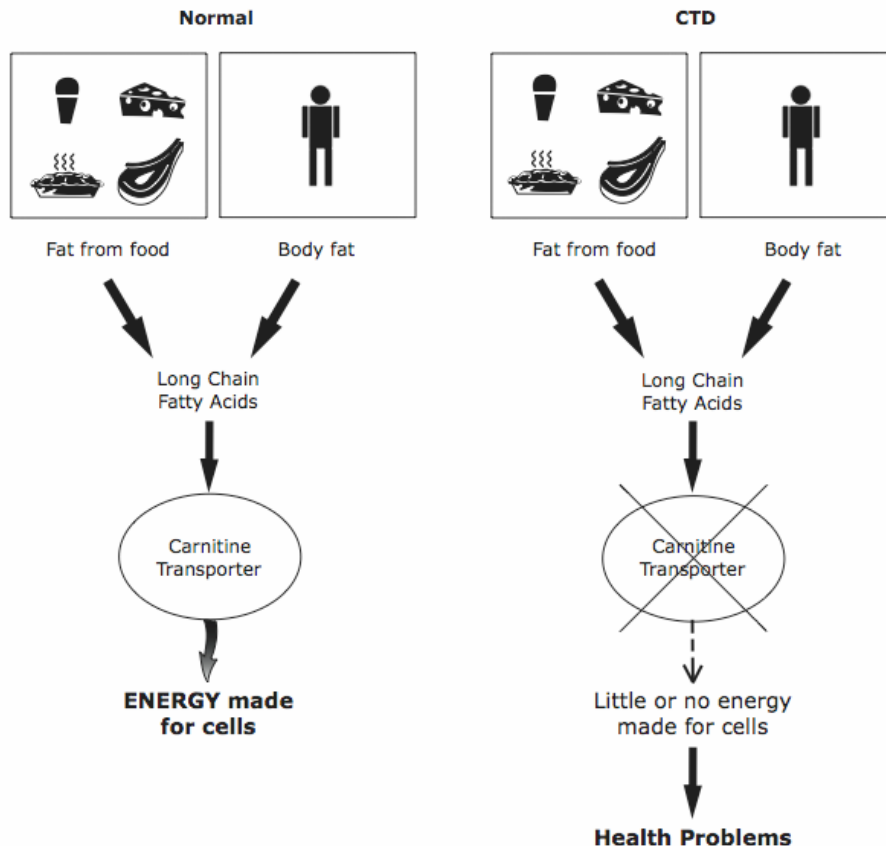 Normal
Fat from food
Body fat
Long Chain
Fatty Acids
Carnitine
Transporter
ENERGY made
for cells
CTD
Fat from food
Body fat
Long Chain
Fatty Acids
Carnitine
Transporter
Little or no energy
made for cells
Health Problems